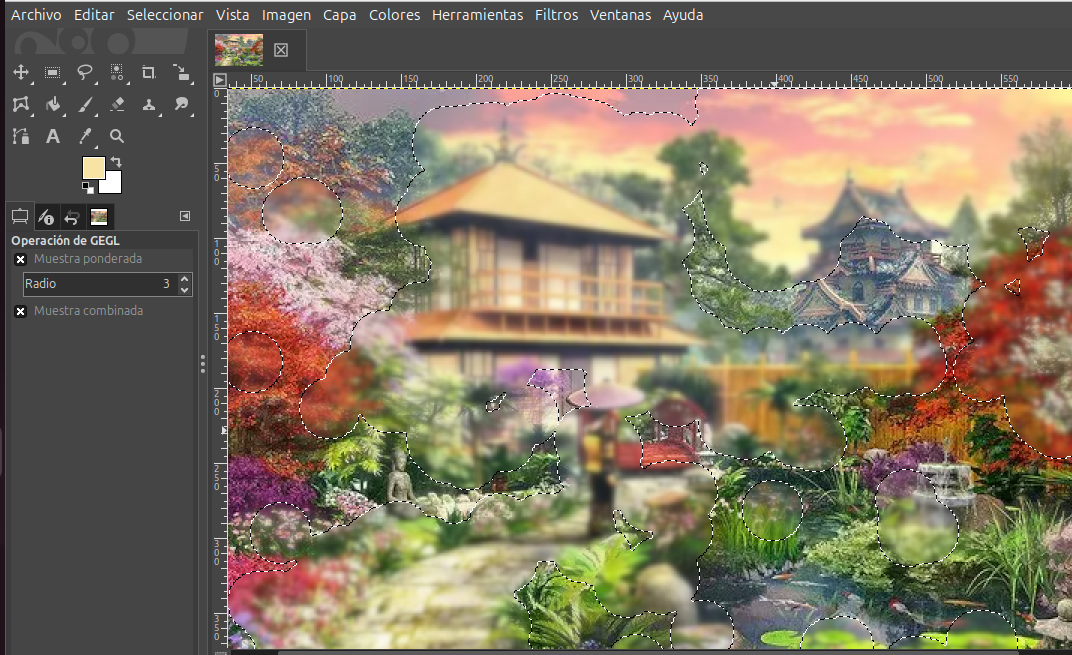 Archivo Editar Seleccionar Vista Imagen Capa Colores Herramientas Filtros Ventanas Ayuda
50 100 150 200 250 300 350 400 450 500 550
0
50
100
150
200
250
300
350
Operación de GEGL
Muestra ponderada
Radio 3
Muestra combinada